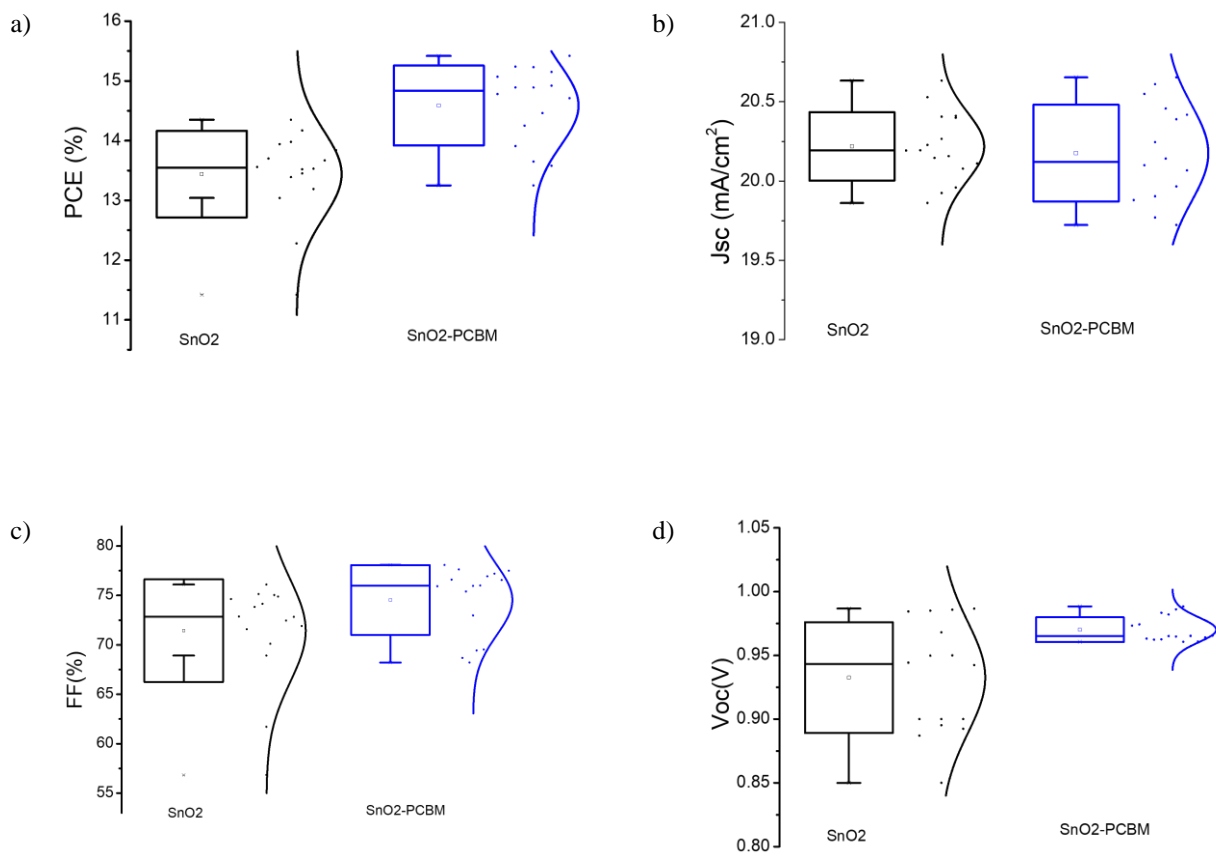 a)
PCE (%)
16
15
14
13
12
11
SnO2
SnO2-PCBM
b)
Jsc (mA/cm²)
21.0
20.5
20.0
19.5
19.0
SnO2
SnO2-PCBM
c)
FF(%)
80
75
70
65
60
55
SnO2
SnO2-PCBM
d)
Voc(V)
1.05
1.00
0.95
0.90
0.85
0.80
SnO2
SnO2-PCBM